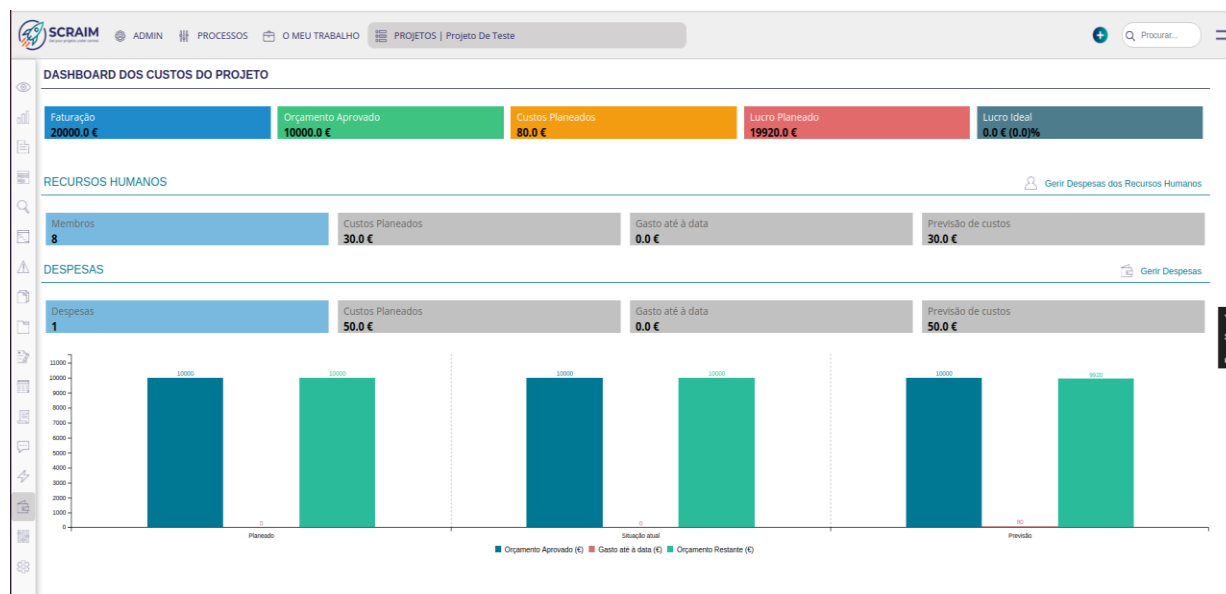 SCRAIM
ADMIN
PROCESSOS
O MEU TRABALHO
PROJETOS | Projeto De Teste
Procurar...
DASHBOARD DOS CUSTOS DO PROJETO
Faturação
20000.0 €
Orçamento Aprovado
10000.0 €
Custos Planeados
80.0 €
Lucro Planeado
19920.0 €
Lucro Ideal
0.0 € (0.0)%
RECURSOS HUMANOS
Gerir Despesas dos Recursos Humanos
Membros
8
Custos Planeados
30.0 €
Gasto até à data
0.0 €
Previsão de custos
30.0 €
DESPESAS
Gerir Despesas
Despesas
1
Custos Planeados
50.0 €
Gasto até à data
0.0 €
Previsão de custos
50.0 €
11000
10000
9000
8000
7000
6000
5000
4000
3000
2000
1000
0
10000
0
10000
10000
0
10000
10000
80
9920
Planeado
Situação atual
Previsão
Orçamento Aprovado (€)
Gasto até à data (€)
Orçamento Restante (€)